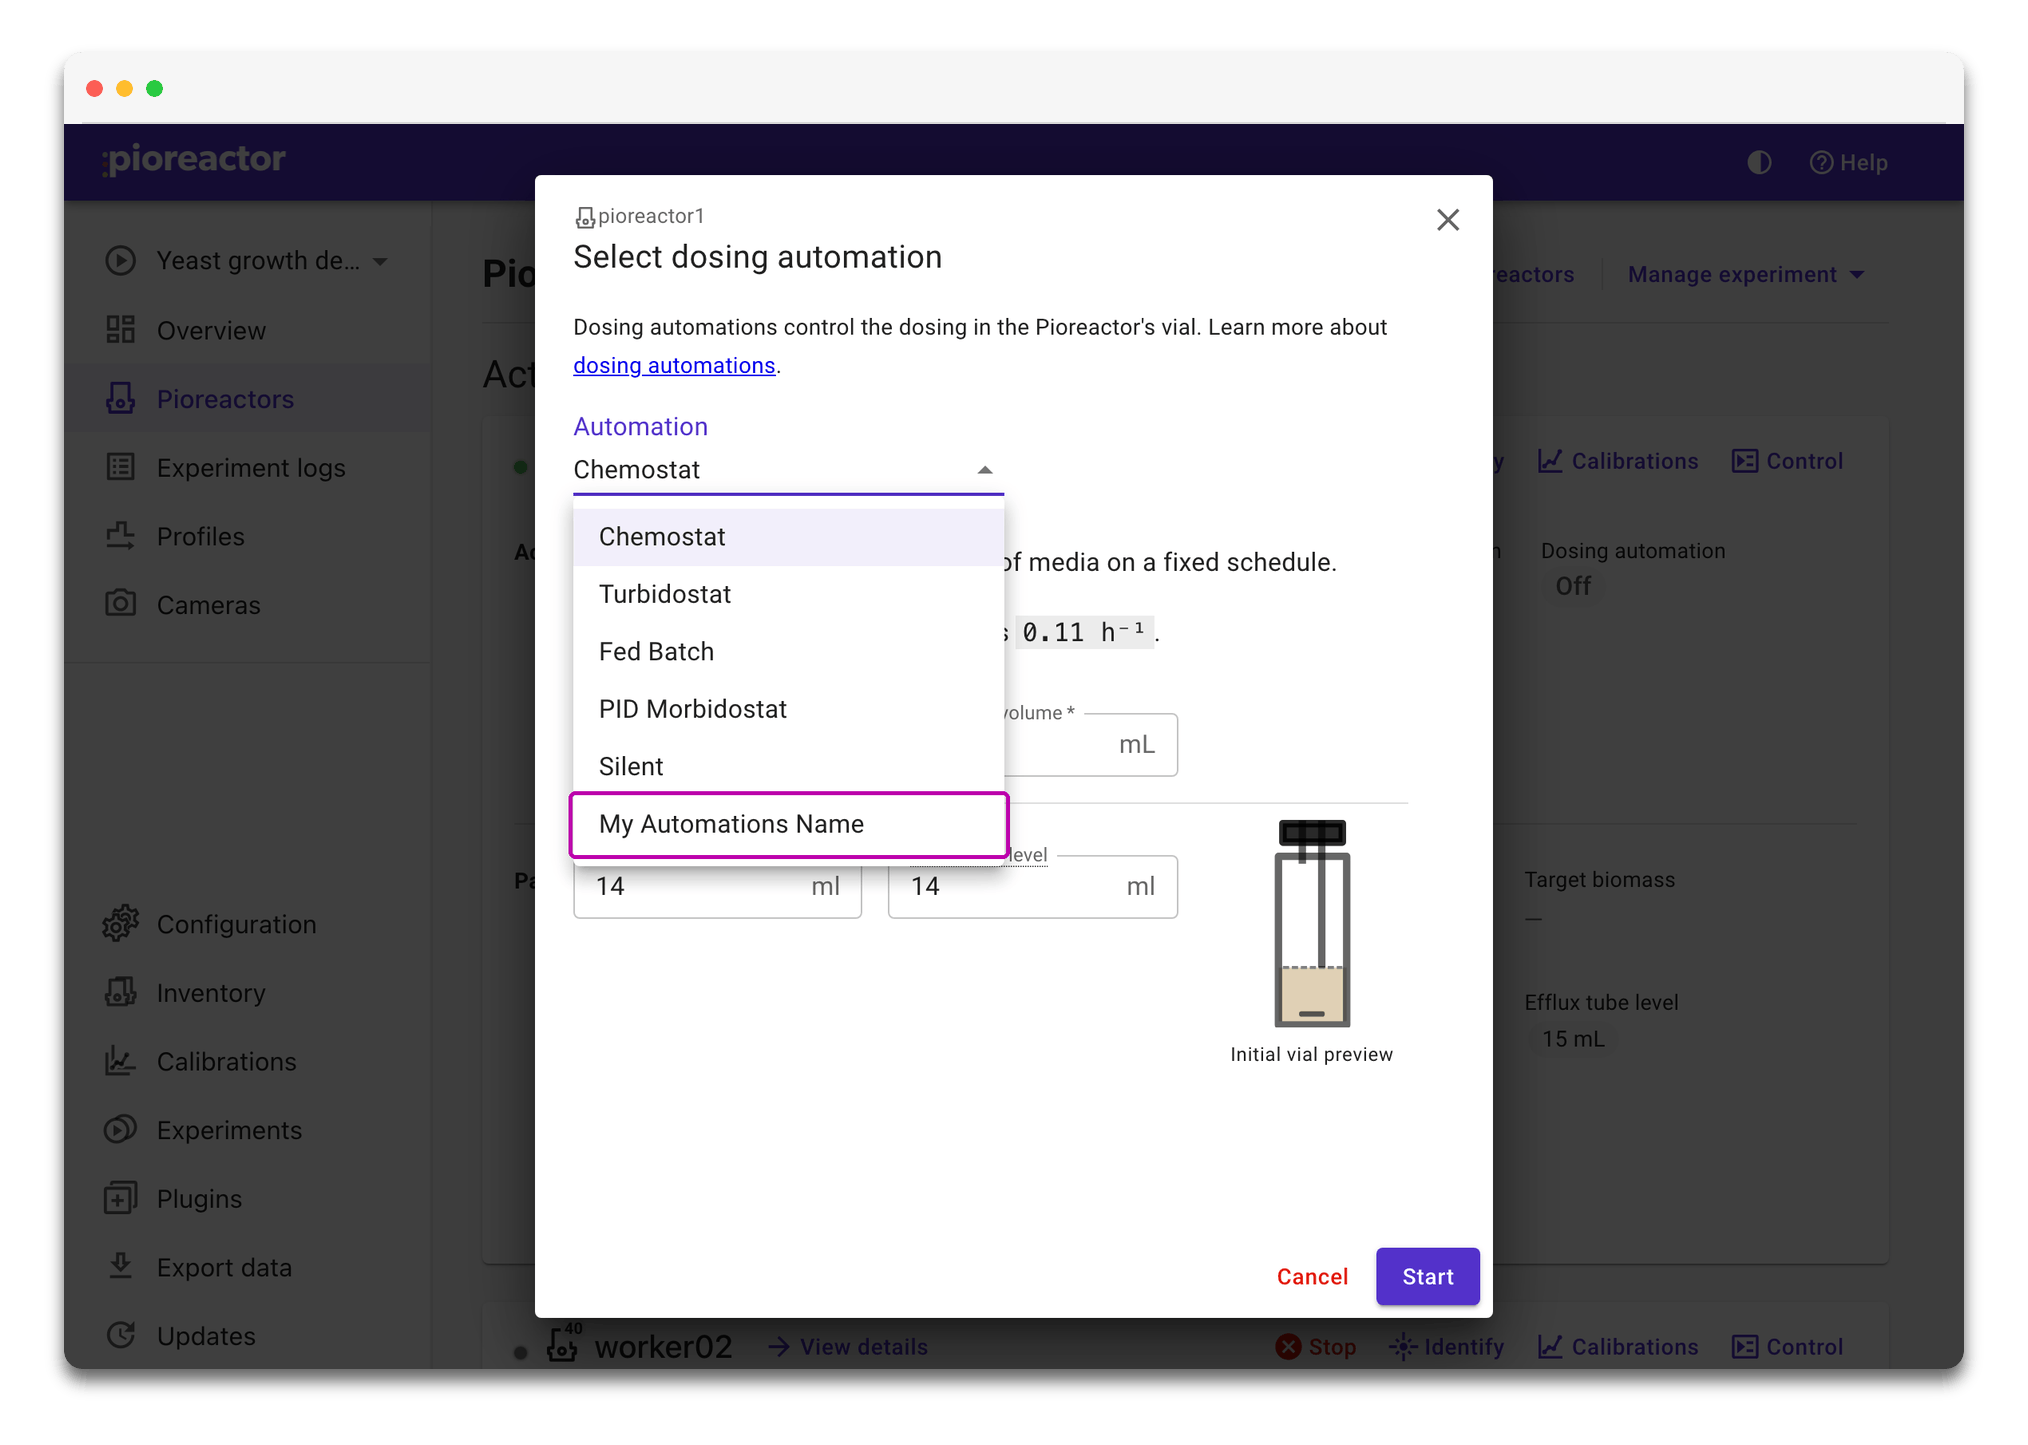 pioreactor
Help
Yeast growth de...
Overview
Pioreactors
Experiment logs
Profiles
Cameras
Configuration
Inventory
Calibrations
Experiments
Plugins
Export data
Updates
Manage experiment
Calibrations
Control
Dosing automation
Off
Target biomass
—
Efflux tube level
15 mL
pioreactor1
Select dosing automation
Dosing automations control the dosing in the Pioreactor's vial. Learn more about
dosing automations.
Automation
Chemostat
Chemostat
Turbidostat
Fed Batch
PID Morbidostat
Silent
My Automations Name
of media on a fixed schedule.
0.11 h⁻¹.
volume *
mL
level
14 ml
14 ml
Initial vial preview
Cancel
Start
40
worker02
View details
Stop
Identify
Calibrations
Control